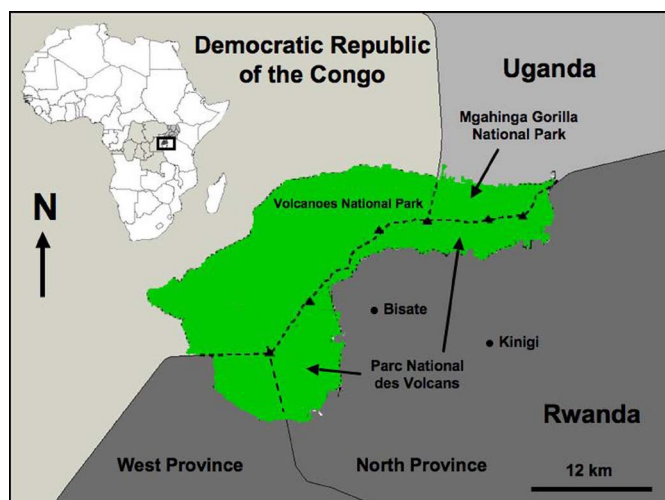 Democratic Republic
of the Congo
Uganda
Mgahinga Gorilla
National Park
Volcanoes National Park
N
Bisate
Kinigi
Parc National
des Volcans
Rwanda
West Province
North Province
12 km